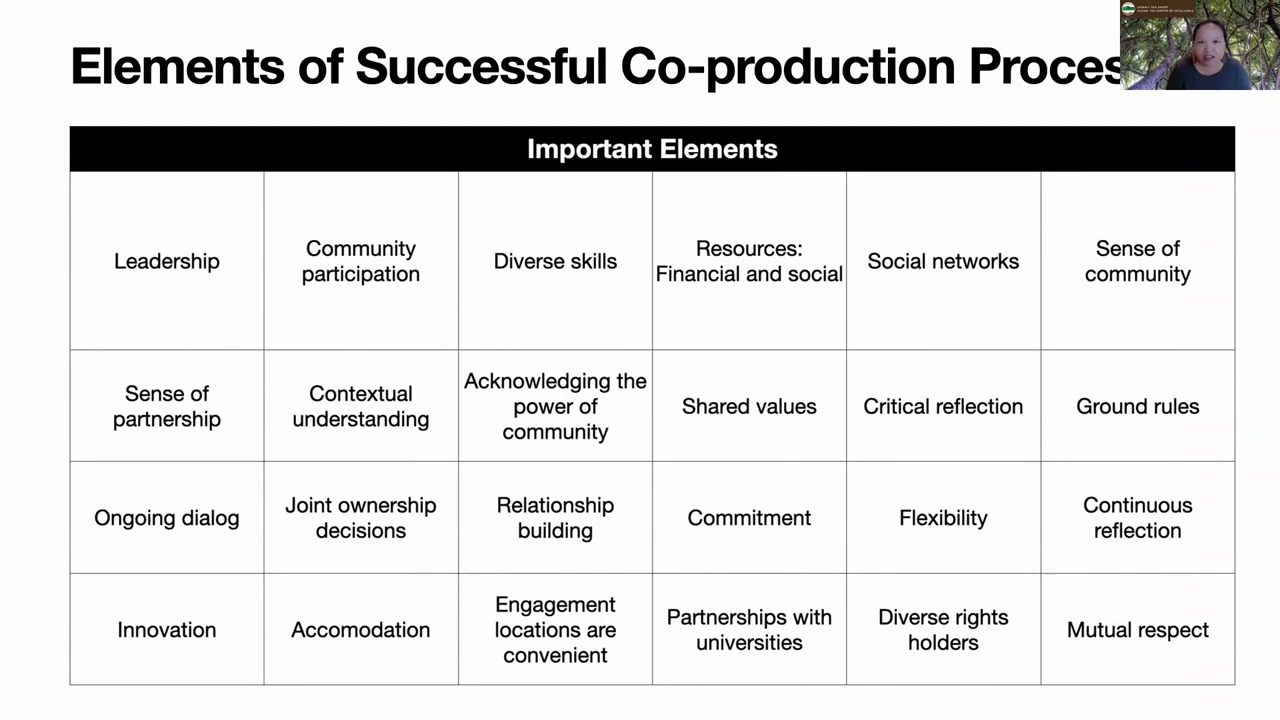 Elements of Successful Co-production Proces
Important Elements
Leadership
Community
participation
Diverse skills
Resources:
Financial and social
Social networks
Sense of
community
Sense of
partnership
Contextual
understanding
Acknowledging the
power of
community
Shared values
Critical reflection
Ground rules
Ongoing dialog
Joint ownership
decisions
Relationship
building
Commitment
Flexibility
Continuous
reflection
Innovation
Accomodation
Engagement
locations are
convenient
Partnerships with
universities
Diverse rights
holders
Mutual respect